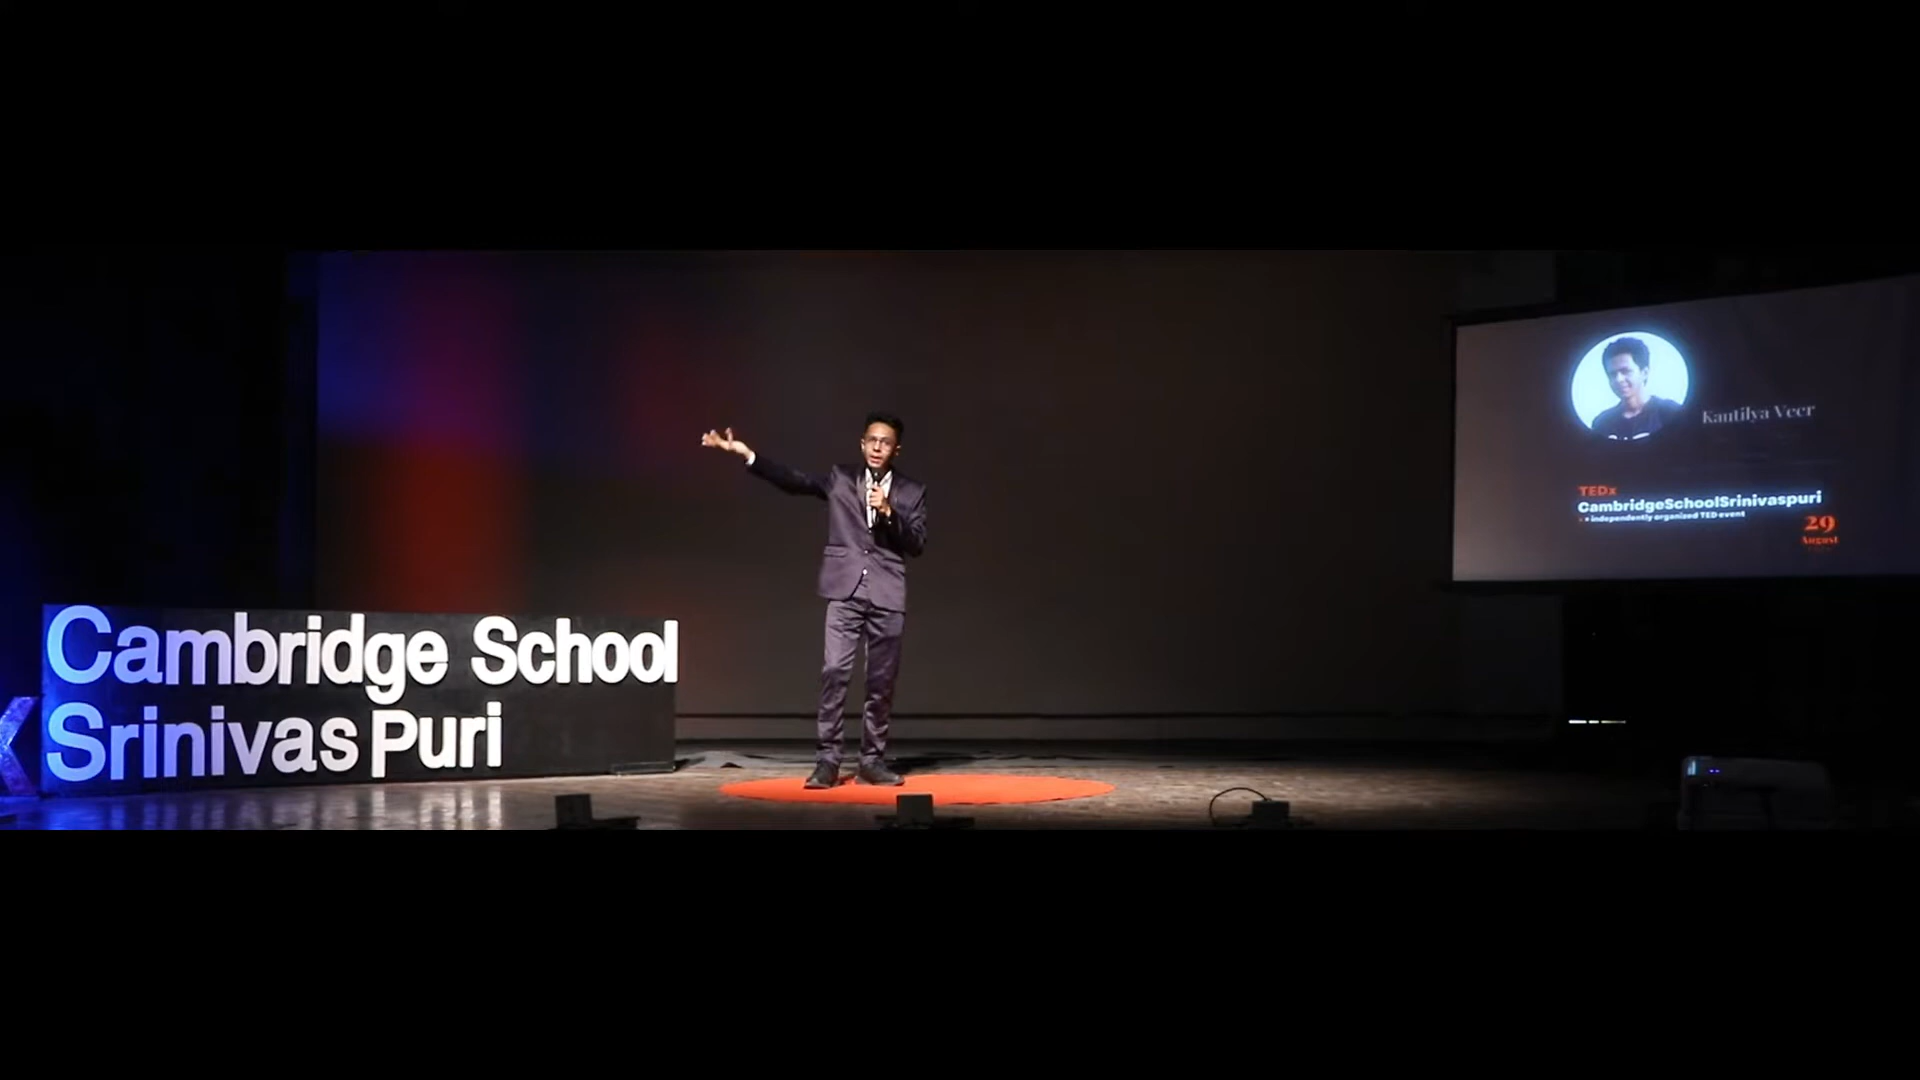 Cambridge School
Srinivas Puri
Kautilya Veer
TEDx
CambridgeSchoolSrinivaspuri
independently organized TED event
29
August